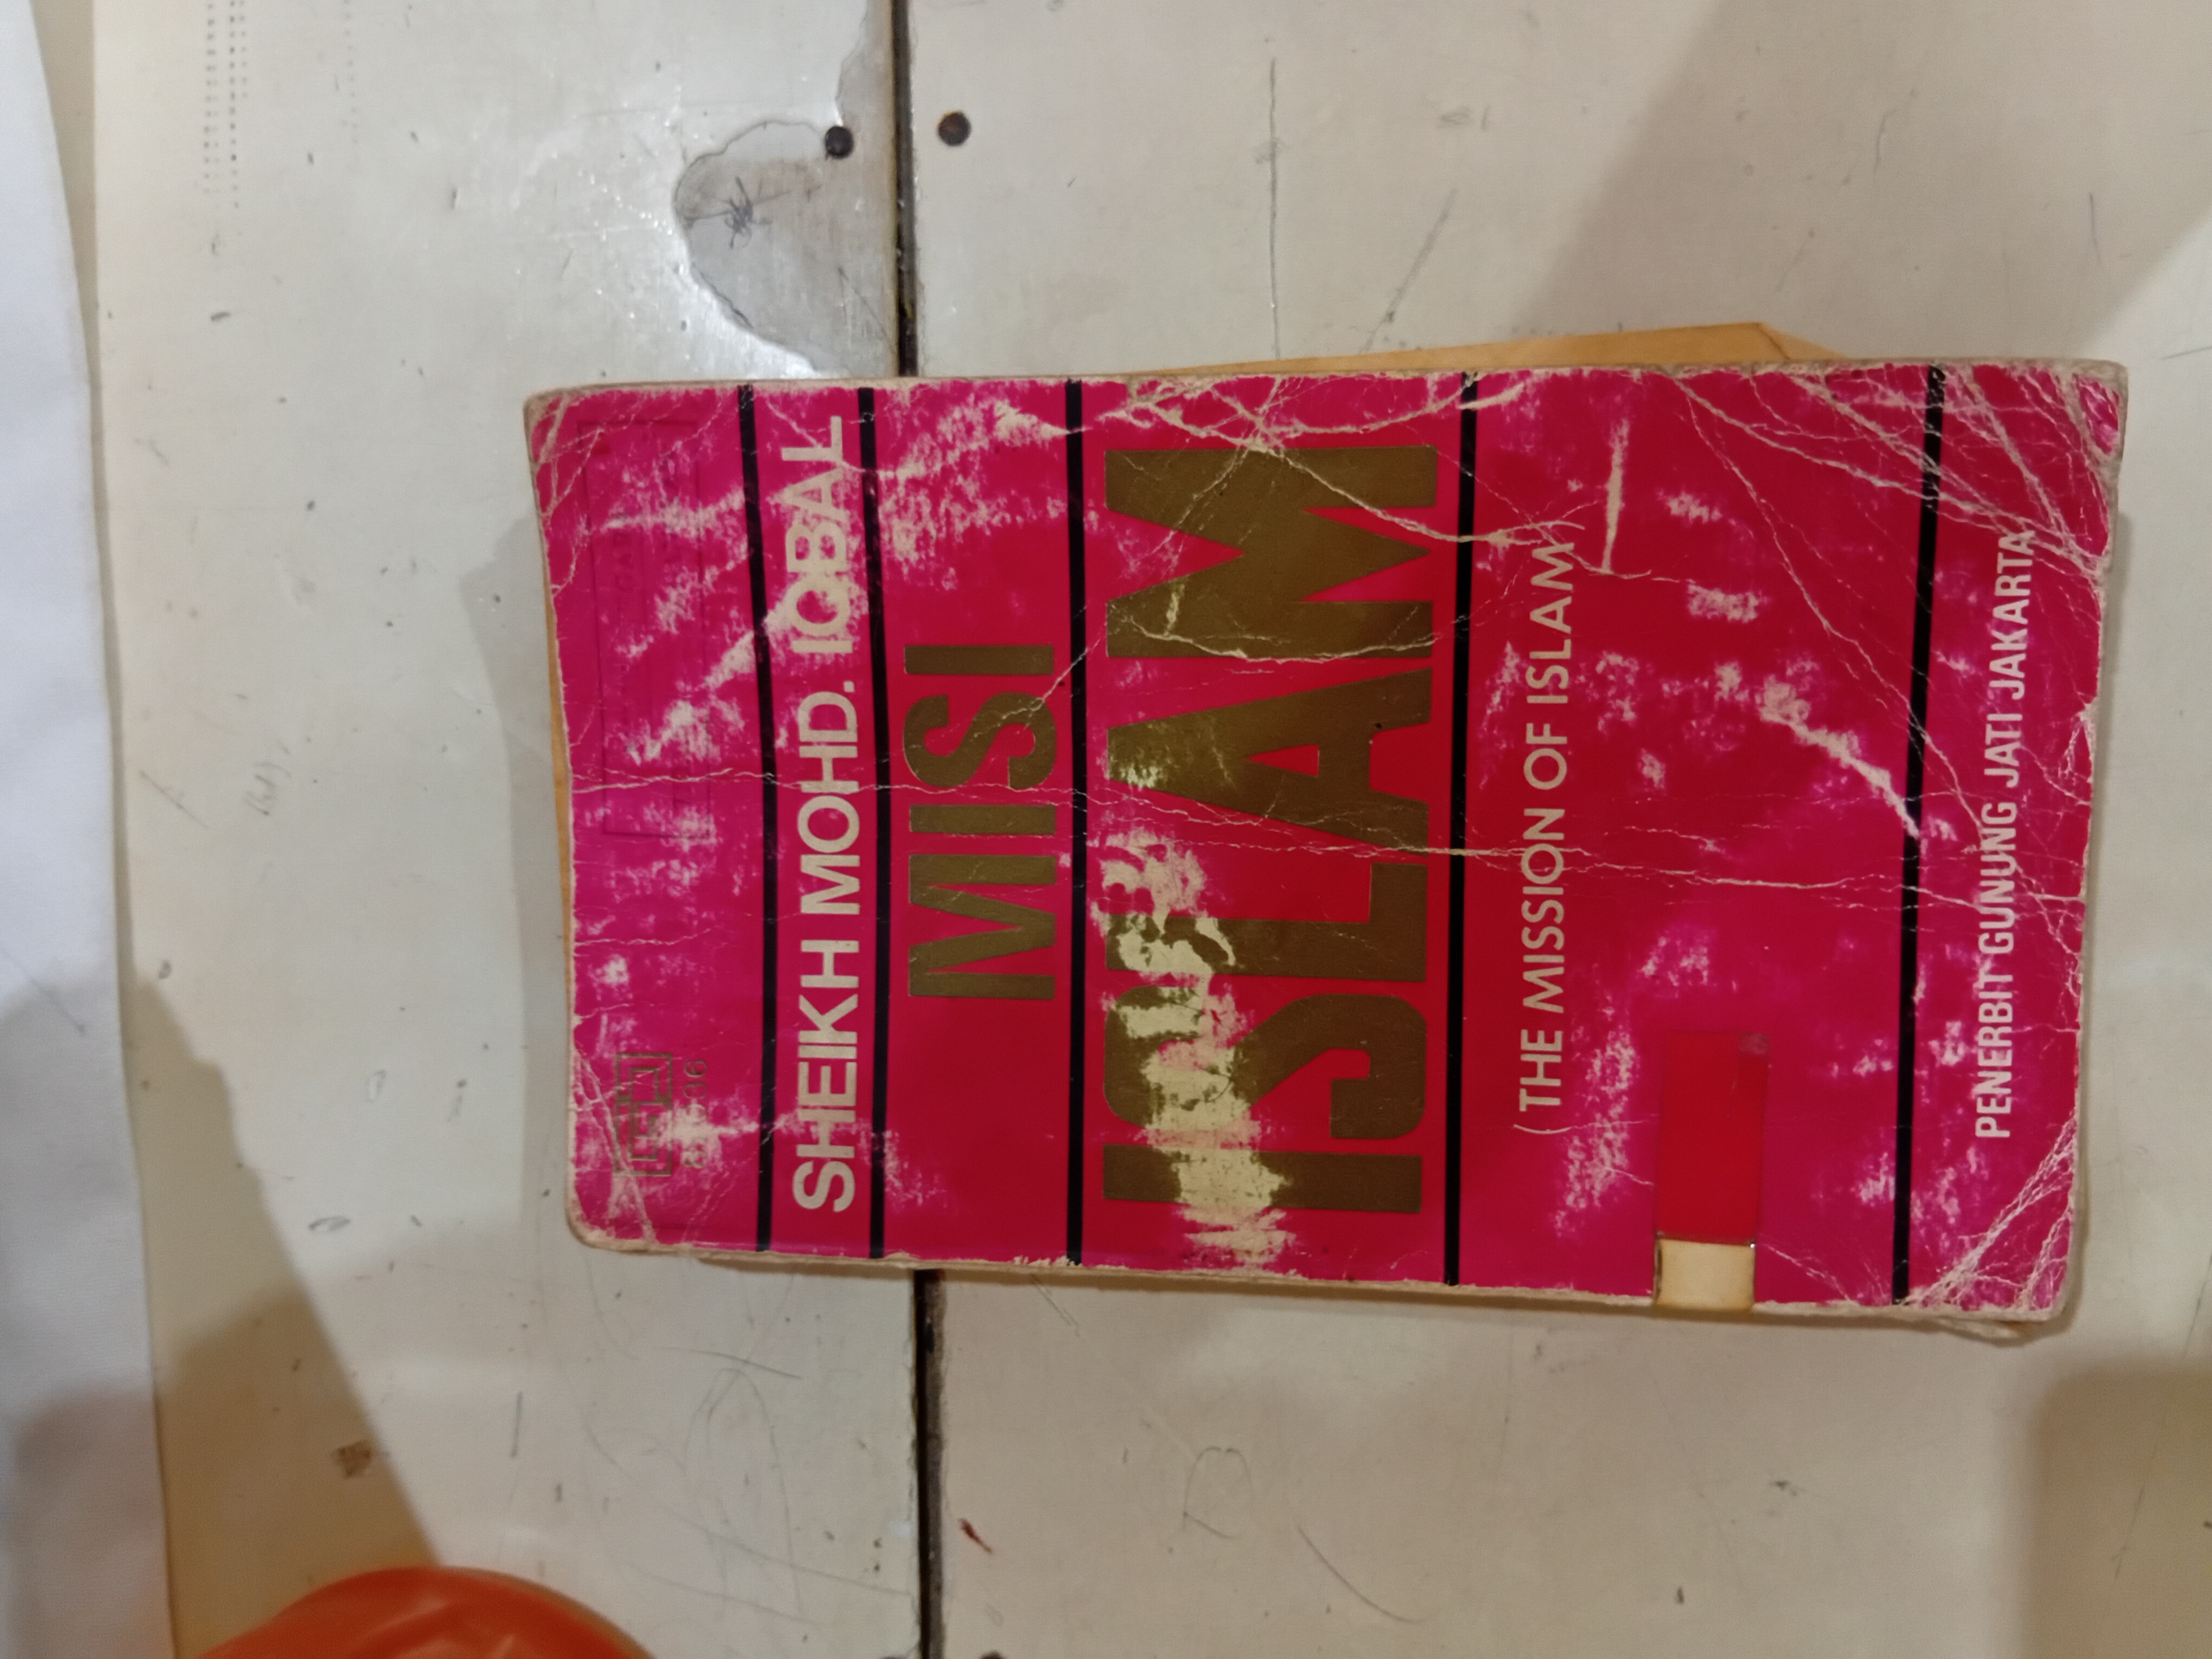 SHEIKH MOHD. IQBAL
MISI
ISLAM
(THE MISSION OF ISLAM)
PENERBIT GUNUNG JATI JAKARTA